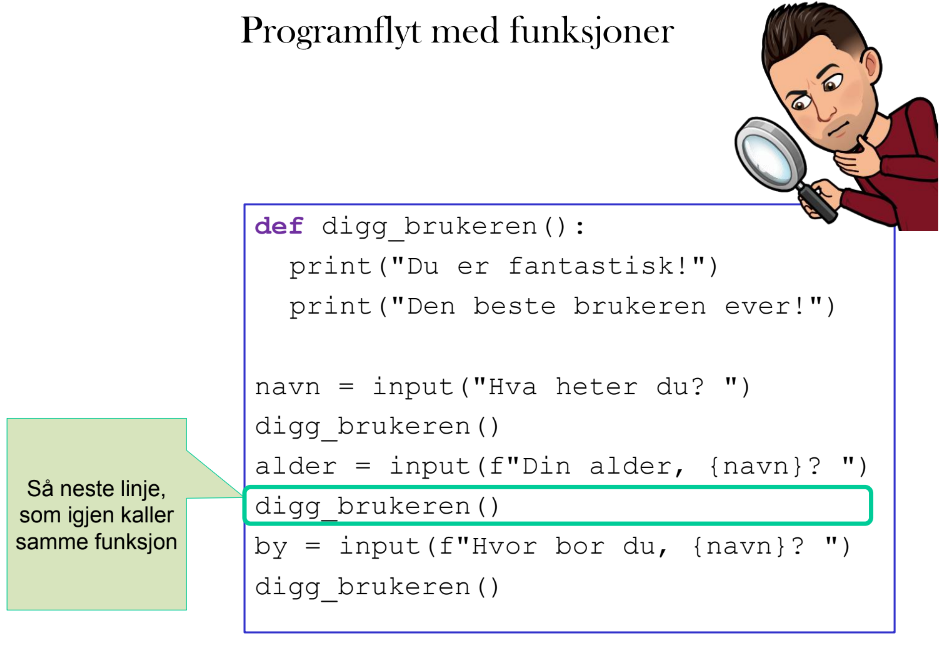 Programflyt med funksjoner
def digg_brukeren():
  print("Du er fantastisk!")
  print("Den beste brukeren ever!")
navn = input("Hva heter du? ")
digg_brukeren()
alder = input(f"Din alder, {navn}? ")
digg_brukeren()
by = input(f"Hvor bor du, {navn}? ")
digg_brukeren()
Så neste linje,
som igjen kaller
samme funksjon